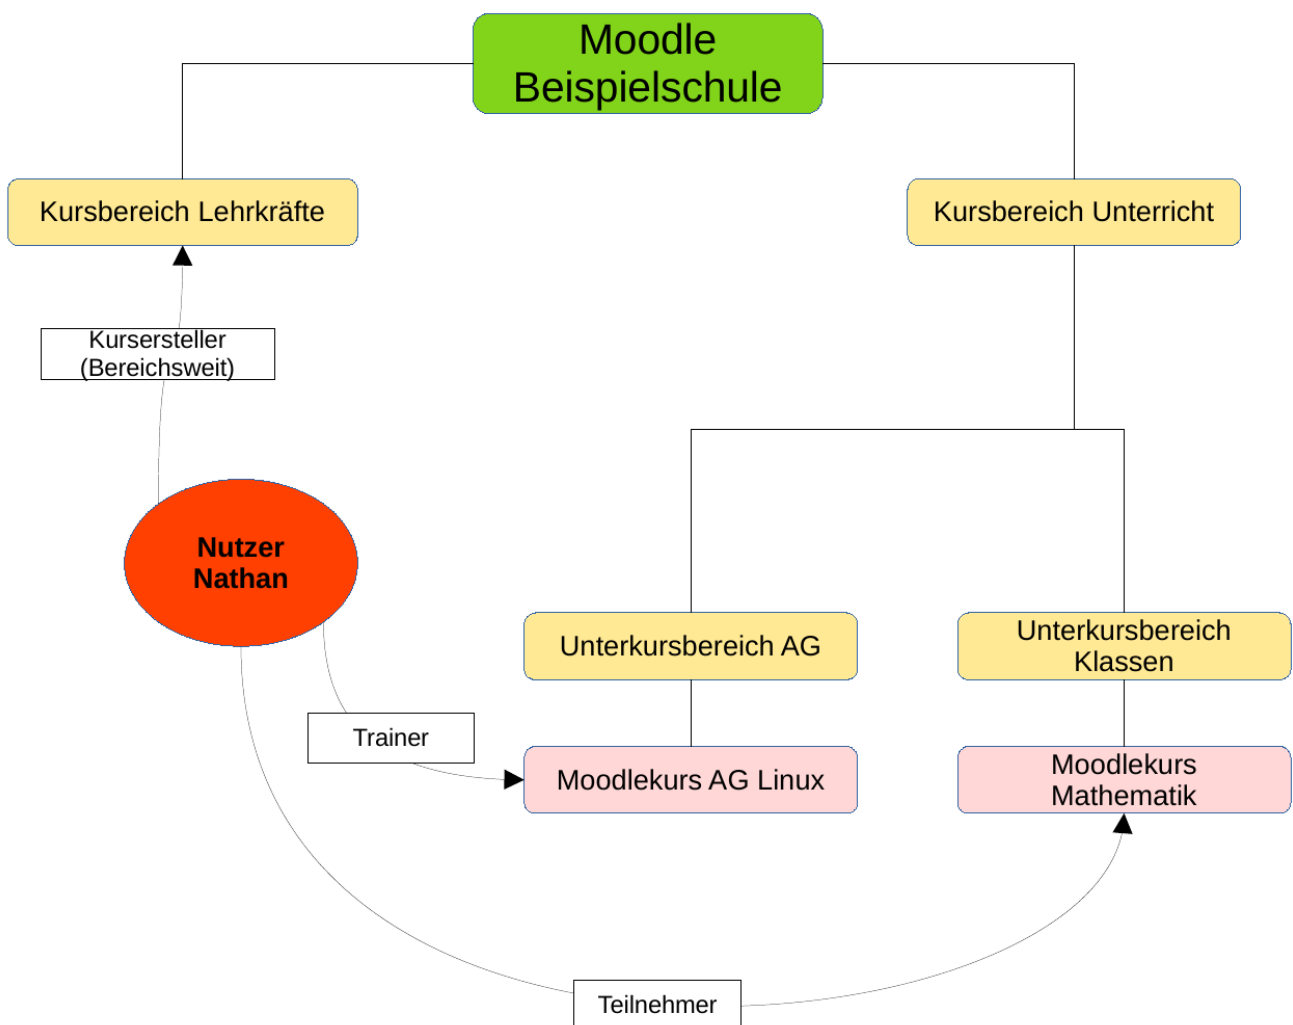 Moodle
Beispielschule
Kursbereich Lehrkräfte
Kursbereich Unterricht
Kursersteller
(Bereichsweit)
Nutzer
Nathan
Unterkursbereich AG
Unterkursbereich
Klassen
Trainer
Moodlekurs AG Linux
Moodlekurs
Mathematik
Teilnehmer